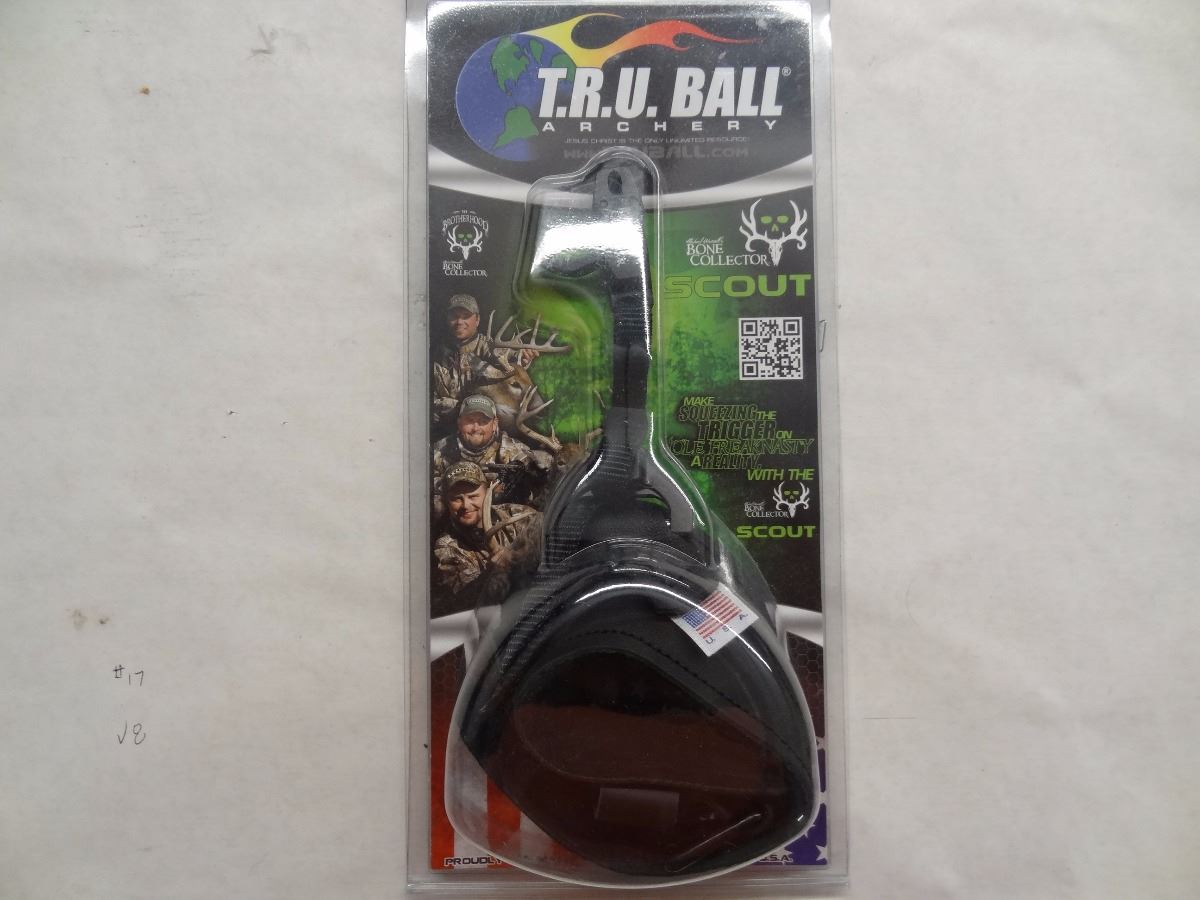 T.R.U. BALL®
ARCHERY
JESUS CHRIST IS THE ONLY UNLIMITED RESOURCE!
BALL.COM
THE
BROTHERHOOD
BONE
COLLECTOR
BONE
COLLECTOR
SCOUT
MAKE
SQUEEZING THE
TRIGGER ON
OLE FREAKNASTY
A REALITY.
WITH THE
BONE
COLLECTOR
SCOUT
U. S. A.
#17
V8
PROUDLY
U.S.A.